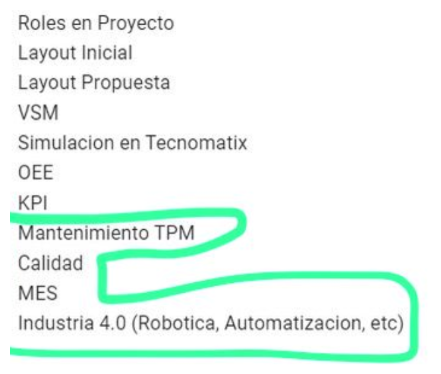 Roles en Proyecto
Layout Inicial
Layout Propuesta
VSM
Simulacion en Tecnomatix
OEE
KPI
Mantenimiento TPM
Calidad
MES
Industria 4.0 (Robotica, Automatizacion, etc)